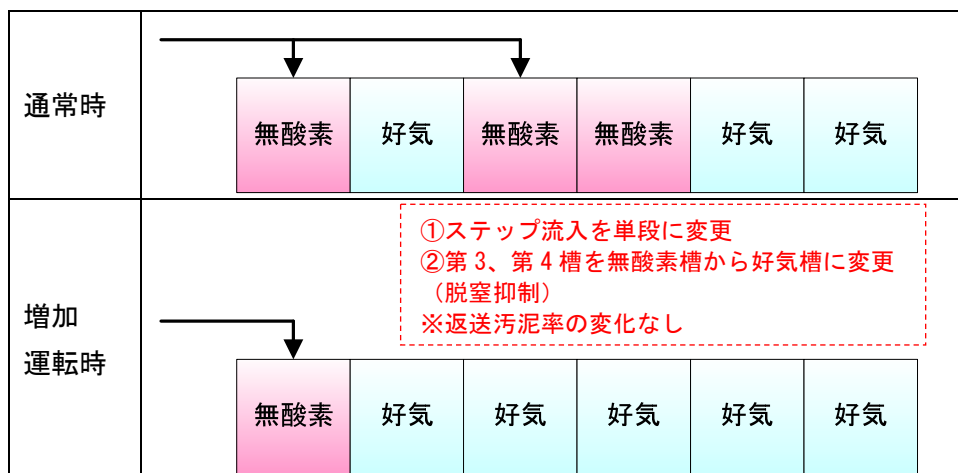 通常時
無酸素 好気 無酸素 無酸素 好気 好気
①ステップ流入を単段に変更
②第3、第4槽を無酸素槽から好気槽に変更
（脱窒抑制）
※返送汚泥率の変化なし
増加
運転時
無酸素 好気 好気 好気 好気 好気